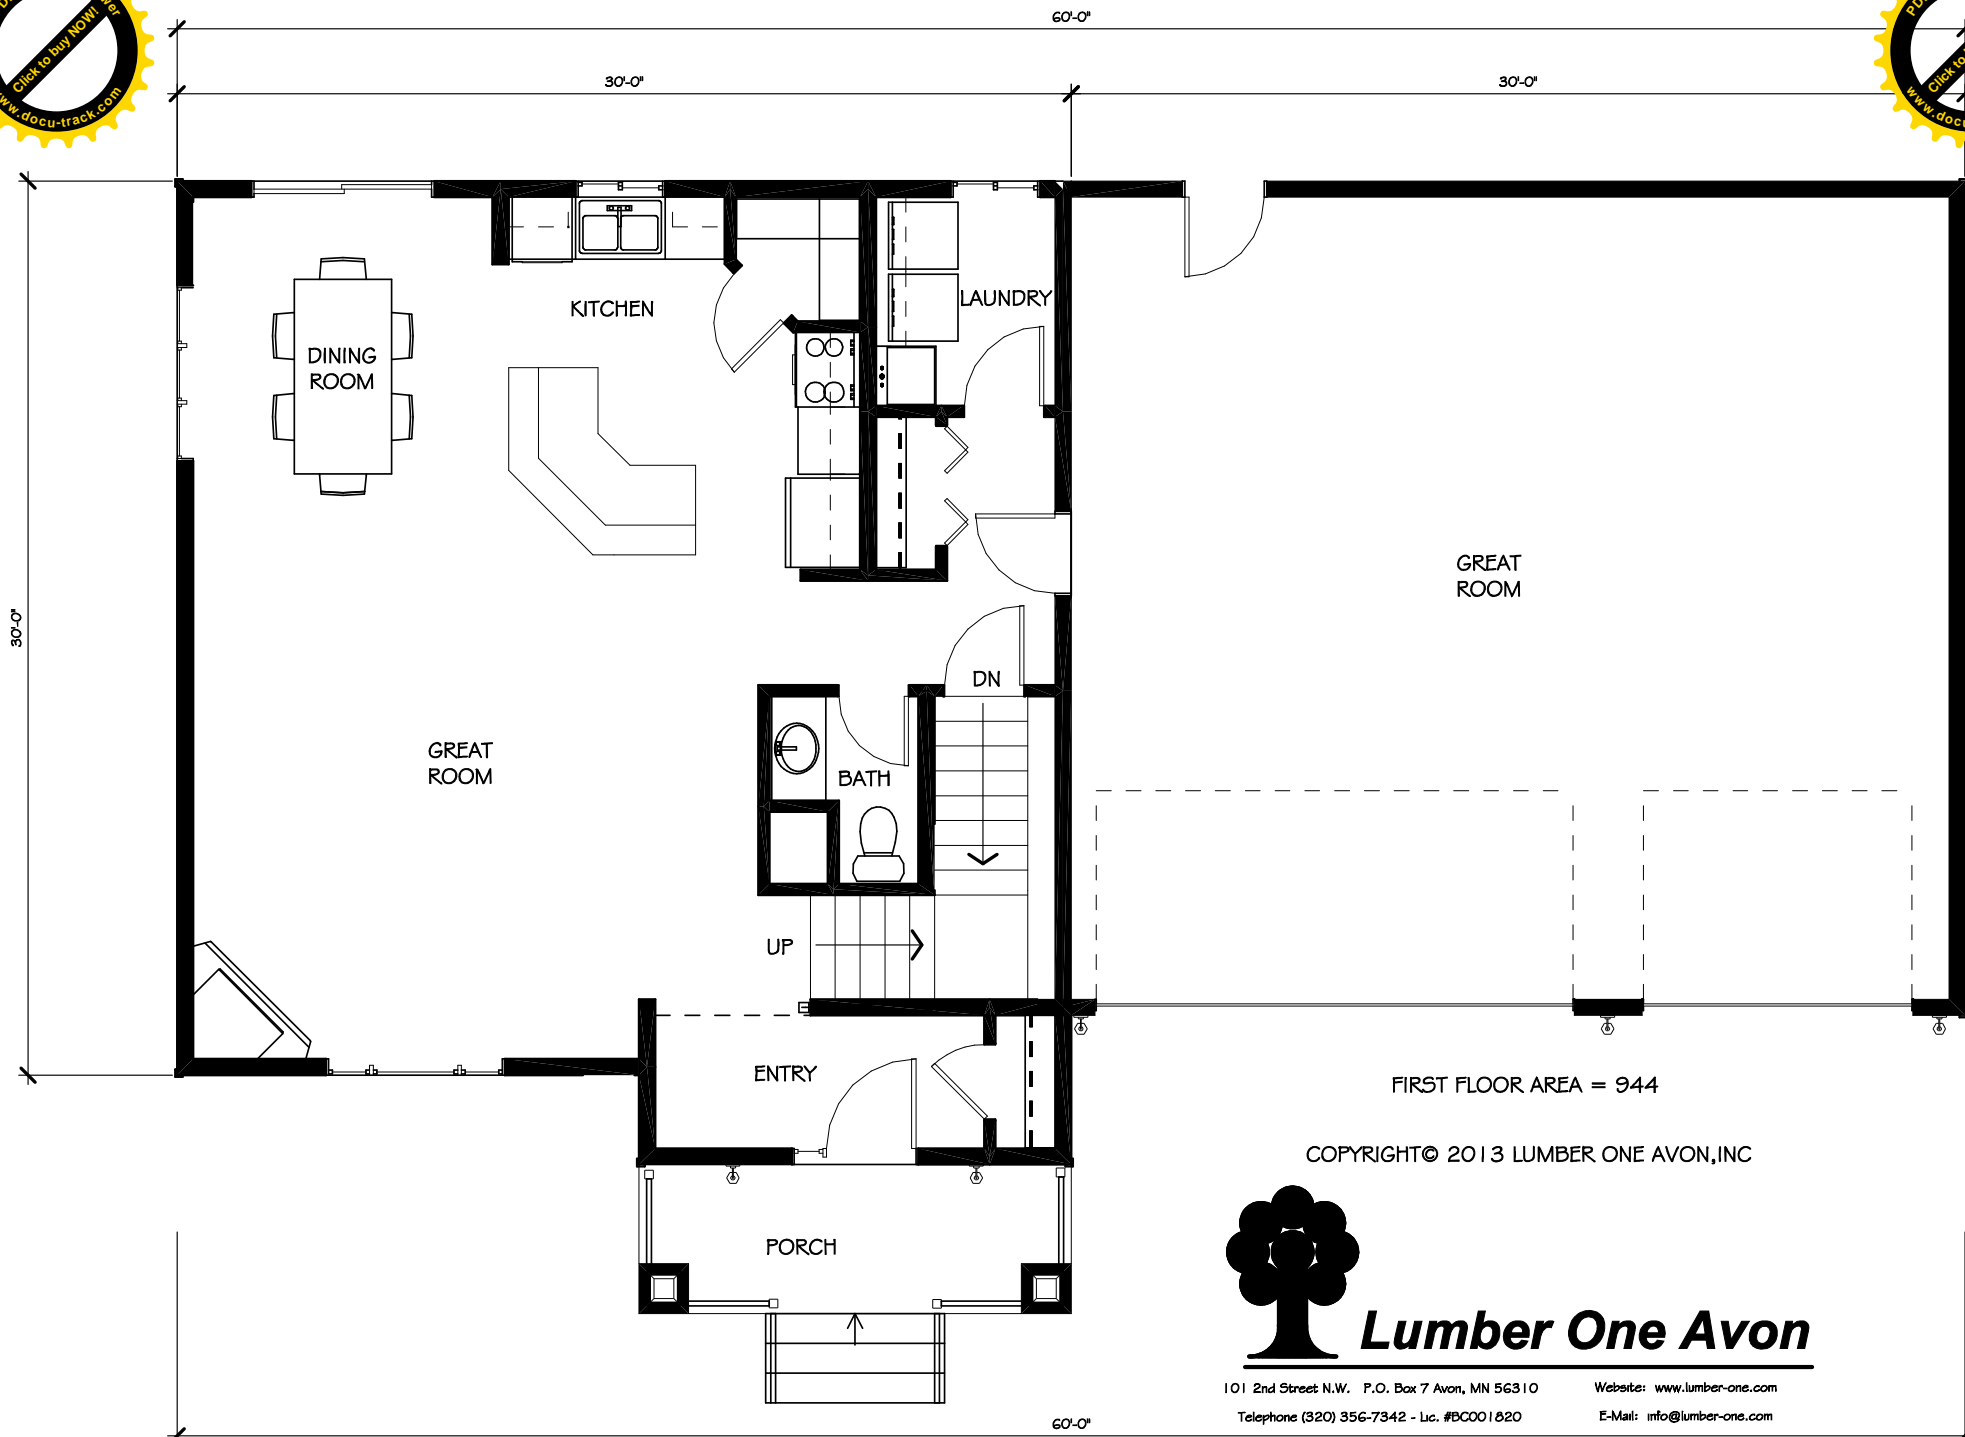 Click to buy NOW!
www.docu-track.com
60'-0"
30'-0"
30'-0"
30'-0"
KITCHEN
LAUNDRY
DINING
ROOM
GREAT
ROOM
DN
GREAT
ROOM
BATH
UP
ENTRY
FIRST FLOOR AREA = 944
COPYRIGHT© 2013 LUMBER ONE AVON,INC
PORCH
Lumber One Avon
101 2nd Street N.W. P.O. Box 7 Avon, MN 56310
Website: www.lumber-one.com
Telephone (320) 356-7342 - Lic. #BC001820
E-Mail: info@lumber-one.com
60'-0"